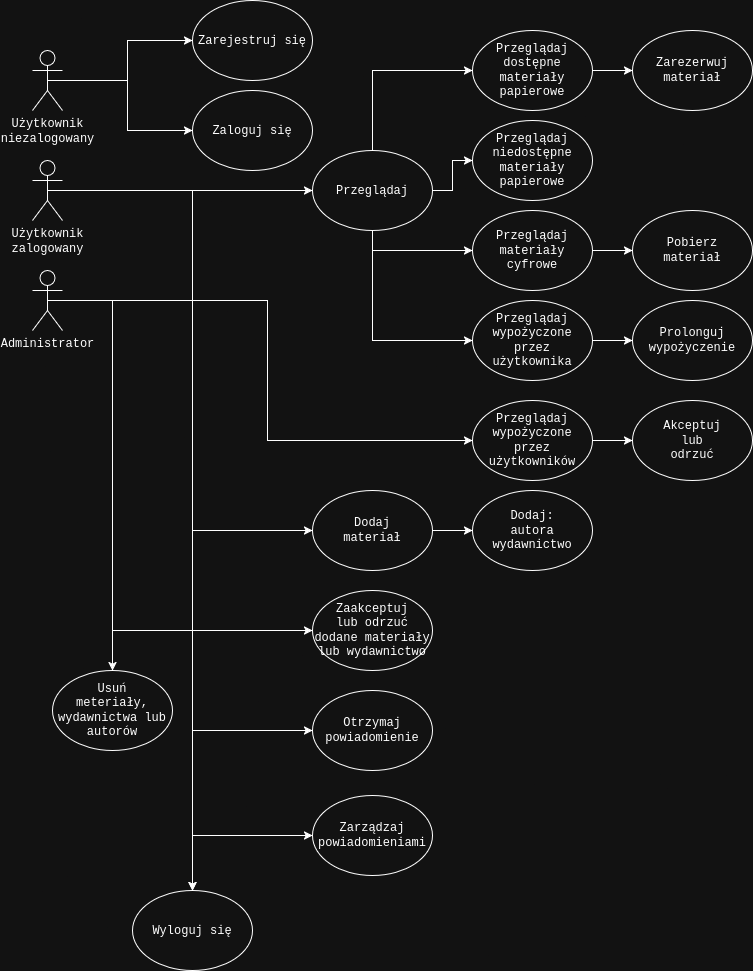 Zarejestruj się
Przeglądaj
dostępne
materiały
papierowe
Zarezerwuj
materiał
Użytkownik
niezalogowany
Zaloguj się
Przeglądaj
niedostępne
materiały
papierowe
Użytkownik
zalogowany
Przeglądaj
Przeglądaj
materiały
cyfrowe
Pobierz
materiał
Administrator
Przeglądaj
wypożyczone
przez
użytkownika
Prolonguj
wypożyczenie
Przeglądaj
wypożyczone
przez
użytkowników
Akceptuj
lub
odrzuć
Dodaj
materiał
Dodaj:
autora
wydawnictwo
Zaakceptuj
lub odrzuć
dodane materiały
lub wydawnictwo
Usuń
meteriały,
wydawnictwa lub
autorów
Otrzymaj
powiadomienie
Zarządzaj
powiadomieniami
Wyloguj się